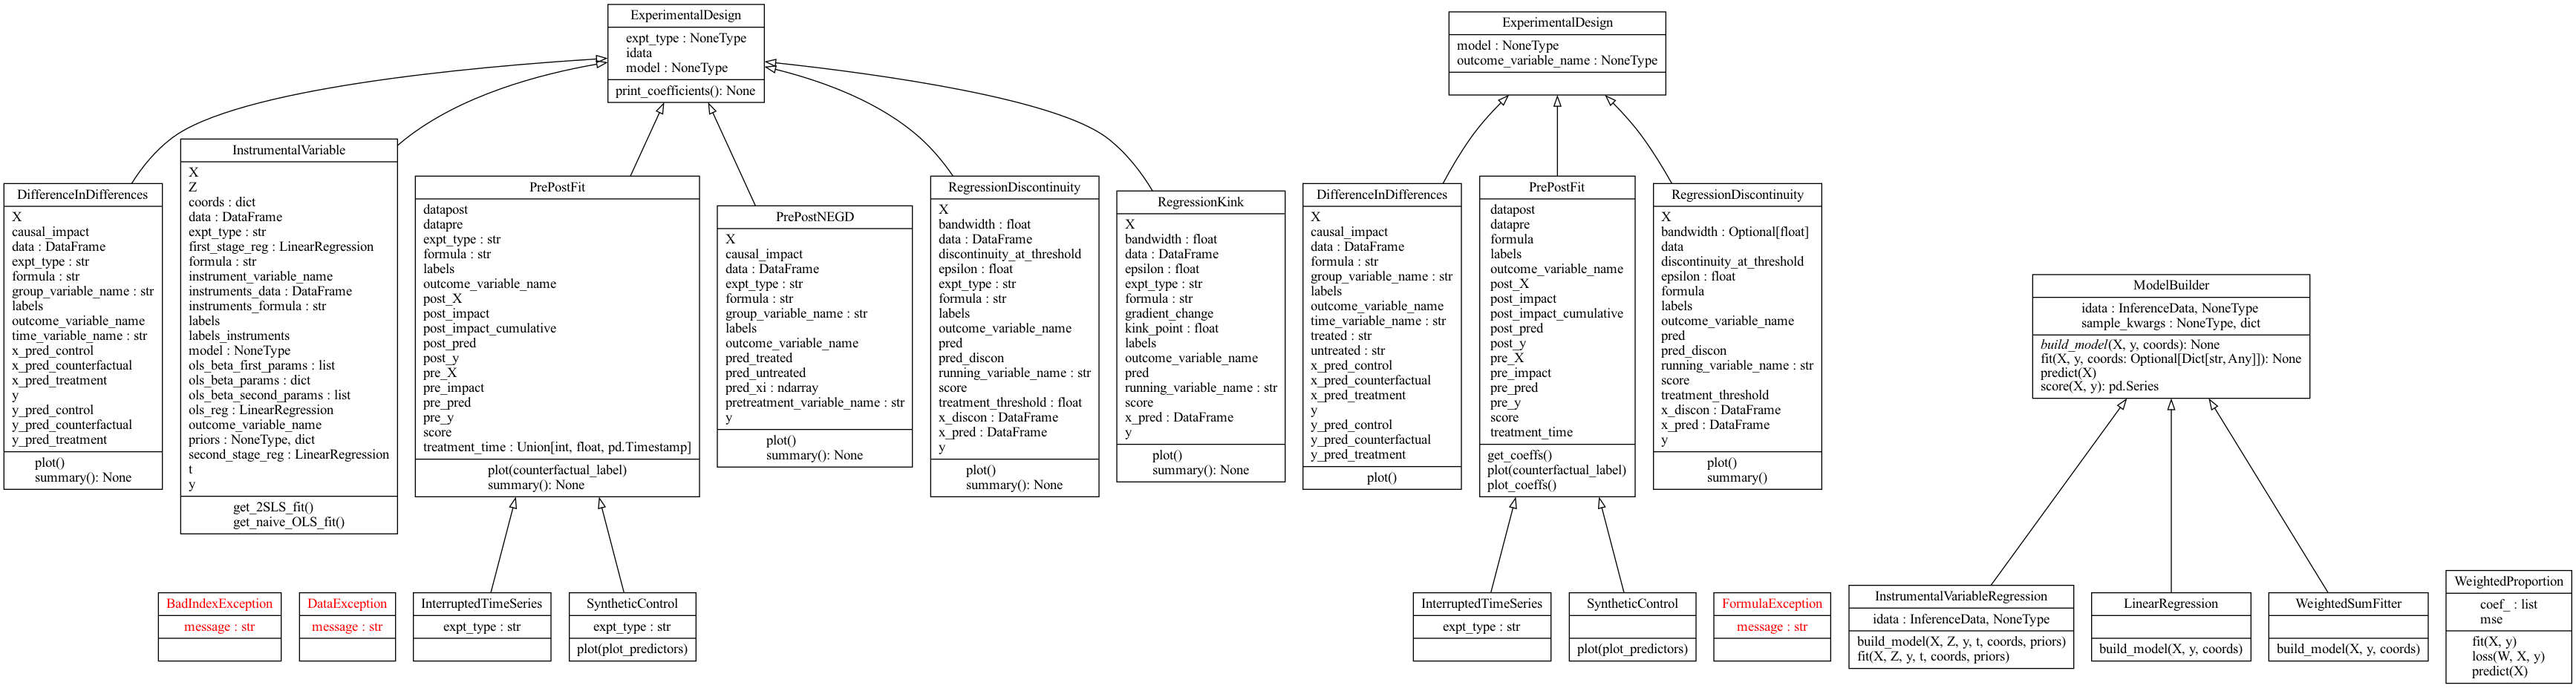 ExperimentalDesign
expt_type : NoneType
idata
model : NoneType
print_coefficients(): None
ExperimentalDesign
model : NoneType
outcome_variable_name : NoneType
DifferenceInDifferences
X
causal_impact
data : DataFrame
expt_type : str
formula : str
group_variable_name : str
labels
outcome_variable_name
time_variable_name : str
x_pred_control
x_pred_counterfactual
x_pred_treatment
y
y_pred_control
y_pred_counterfactual
y_pred_treatment
plot()
summary(): None
InstrumentalVariable
X
Z
coords : dict
data : DataFrame
expt_type : str
first_stage_reg : LinearRegression
formula : str
instrument_variable_name
instruments_data : DataFrame
instruments_formula : str
labels
labels_instruments
model : NoneType
ols_beta_first_params : list
ols_beta_params : dict
ols_beta_second_params : list
ols_reg : LinearRegression
outcome_variable_name
priors : NoneType, dict
second_stage_reg : LinearRegression
t
y
get_2SLS_fit()
get_naive_OLS_fit()
PrePostFit
datapost
datapre
expt_type : str
formula : str
labels
outcome_variable_name
post_X
post_impact
post_impact_cumulative
post_pred
post_y
pre_X
pre_impact
pre_pred
pre_y
score
treatment_time : Union[int, float, pd.Timestamp]
plot(counterfactual_label)
summary(): None
PrePostNEGD
X
causal_impact
data : DataFrame
expt_type : str
formula : str
group_variable_name : str
labels
outcome_variable_name
pred_treated
pred_untreated
pred_xi : ndarray
pretreatment_variable_name : str
y
plot()
summary(): None
RegressionDiscontinuity
X
bandwidth : float
data : DataFrame
discontinuity_at_threshold
epsilon : float
expt_type : str
formula : str
labels
outcome_variable_name
pred
pred_discon
running_variable_name : str
score
treatment_threshold : float
x_discon : DataFrame
x_pred : DataFrame
y
plot()
summary(): None
RegressionKink
X
bandwidth : float
data : DataFrame
epsilon : float
expt_type : str
formula : str
gradient_change
kink_point : float
labels
outcome_variable_name
pred
running_variable_name : str
score
x_pred : DataFrame
y
plot()
summary(): None
DifferenceInDifferences
X
causal_impact
data : DataFrame
formula : str
group_variable_name : str
labels
outcome_variable_name
time_variable_name : str
treated : str
untreated : str
x_pred_control
x_pred_counterfactual
x_pred_treatment
y
y_pred_control
y_pred_counterfactual
y_pred_treatment
plot()
PrePostFit
datapost
datapre
formula
labels
outcome_variable_name
post_X
post_impact
post_impact_cumulative
post_pred
post_y
pre_X
pre_impact
pre_pred
pre_y
score
treatment_time
get_coeffs()
plot(counterfactual_label)
plot_coeffs()
RegressionDiscontinuity
X
bandwidth : Optional[float]
data
discontinuity_at_threshold
epsilon : float
formula
labels
outcome_variable_name
pred
pred_discon
running_variable_name : str
score
treatment_threshold
x_discon : DataFrame
x_pred : DataFrame
y
plot()
summary()
ModelBuilder
idata : InferenceData, NoneType
sample_kwargs : NoneType, dict
build_model(X, y, coords): None
fit(X, y, coords: Optional[Dict[str, Any]]): None
predict(X)
score(X, y): pd.Series
BadIndexException
message : str
DataException
message : str
InterruptedTimeSeries
expt_type : str
SyntheticControl
expt_type : str
plot(plot_predictors)
InterruptedTimeSeries
expt_type : str
SyntheticControl
plot(plot_predictors)
FormulaException
message : str
InstrumentalVariableRegression
idata : InferenceData, NoneType
build_model(X, Z, y, t, coords, priors)
fit(X, Z, y, t, coords, priors)
LinearRegression
build_model(X, y, coords)
WeightedSumFitter
build_model(X, y, coords)
WeightedProportion
coef_ : list
mse
fit(X, y)
loss(W, X, y)
predict(X)